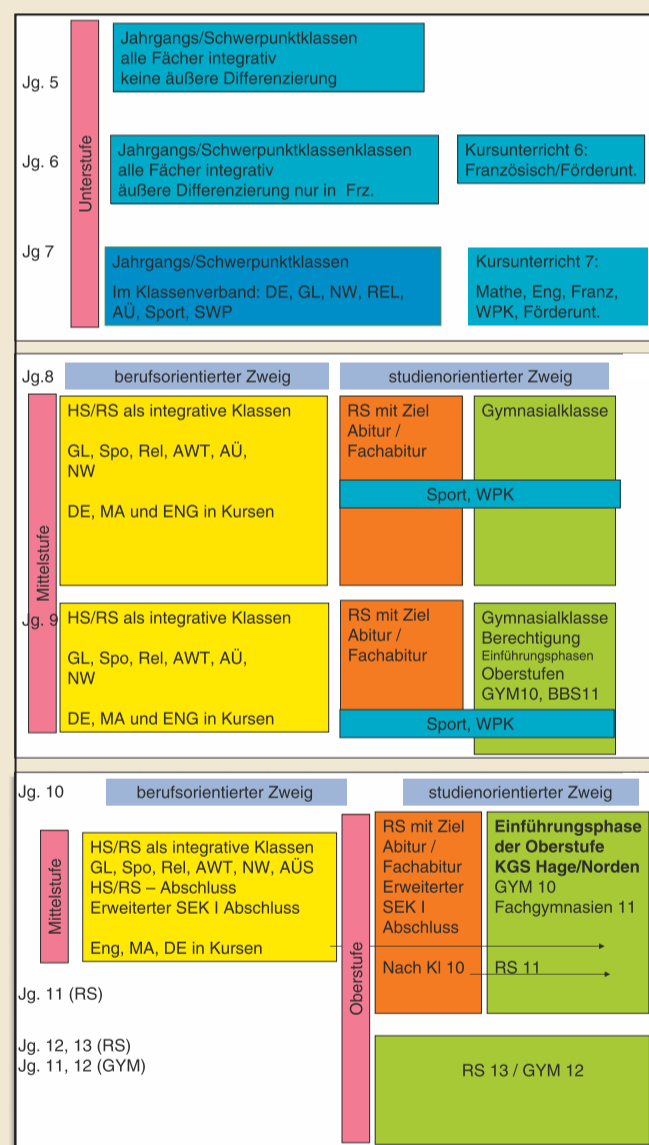 Jahrgangs/Schwerpunktklassen
alle Fächer integrativ
keine äußere Differenzierung
Jg. 5
Unterstufe
Jg. 6
Jahrgangs/Schwerpunktklassenklassen
alle Fächer integrativ
äußere Differenzierung nur in Frz.
Kursunterricht 6:
Französisch/Förderunt.
Jg 7
Jahrgangs/Schwerpunktklassen
Im Klassenverband: DE, GL, NW, REL,
AÜ, Sport, SWP
Kursunterricht 7:
Mathe, Eng, Franz,
WPK, Förderunt.
Jg.8
berufsorientierter Zweig
studienorientierter Zweig
Mittelstufe
HS/RS als integrative Klassen
GL, Spo, Rel, AWT, AÜ,
NW
DE, MA und ENG in Kursen
RS mit Ziel
Abitur /
Fachabitur
Gymnasialklasse
Sport, WPK
Jg. 9
HS/RS als integrative Klassen
GL, Spo, Rel, AWT, AÜ,
NW
DE, MA und ENG in Kursen
RS mit Ziel
Abitur /
Fachabitur
Gymnasialklasse
Berechtigung
Einführungsphasen
Oberstufen
GYM10, BBS11
Sport, WPK
Jg. 10
berufsorientierter Zweig
studienorientierter Zweig
Mittelstufe
HS/RS als integrative Klassen
GL, Spo, Rel, AWT, NW, AÜS
HS/RS – Abschluss
Erweiterter SEK I Abschluss
Eng, MA, DE in Kursen
Oberstufe
RS mit Ziel
Abitur /
Fachabitur
Erweiterter
SEK I
Abschluss
Nach Kl 10
Einführungsphase
der Oberstufe
KGS Hage/Norden
GYM 10
Fachgymnasien 11
RS 11
Jg. 11 (RS)
Jg. 12, 13 (RS)
Jg. 11, 12 (GYM)
RS 13 / GYM 12